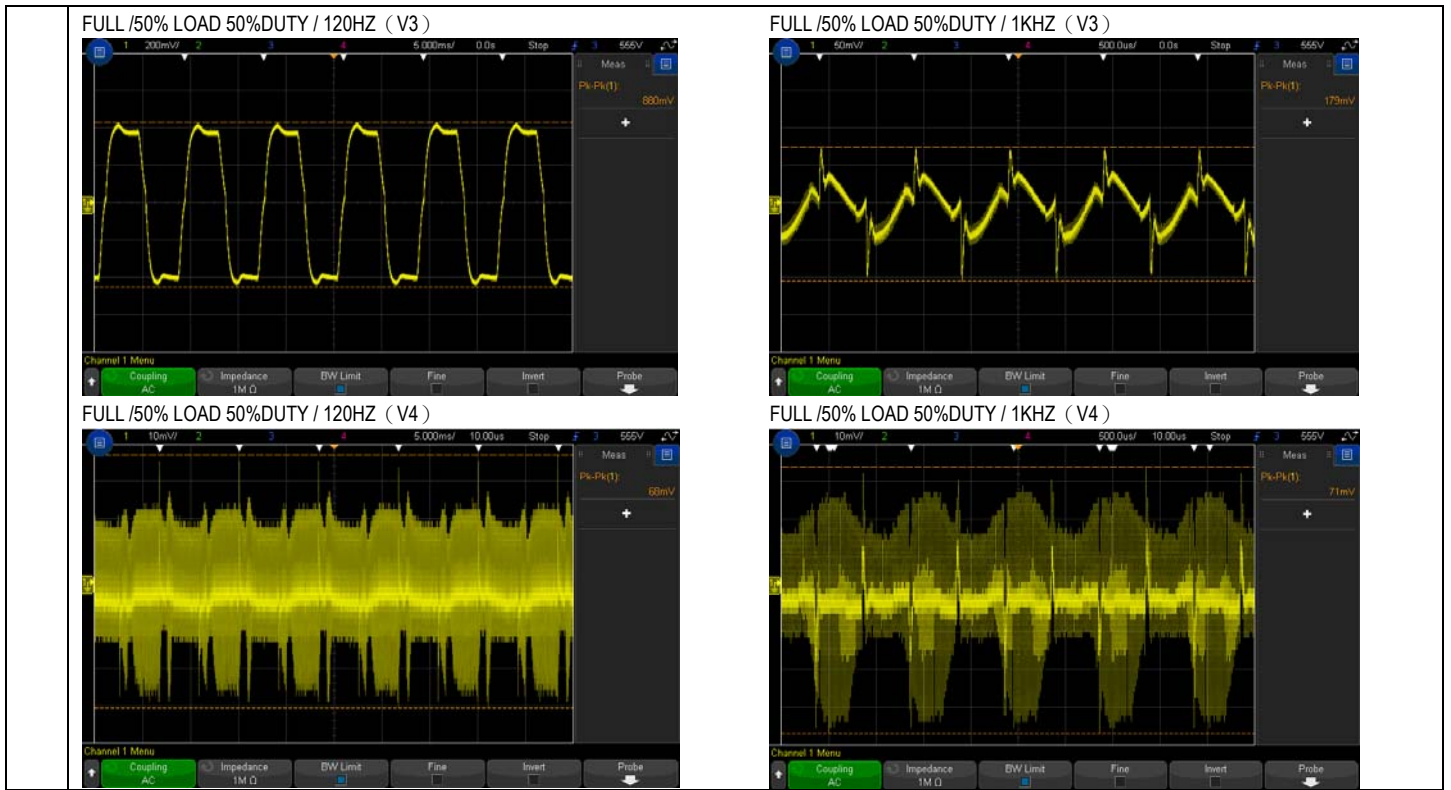 FULL /50% LOAD 50%DUTY / 120HZ（V3）
1 200mV/ 2 3 4 5.000ms/ 0.0s Stop 3 555V
Meas
Pk-Pk(1):
880mV
Channel 1 Menu
Coupling Impedance BW Limit Fine Invert Probe
AC 1M Ω
FULL /50% LOAD 50%DUTY / 1KHZ（V3）
1 50mV/ 2 3 4 500.0us/ 0.0s Stop 3 555V
Meas
Pk-Pk(1):
179mV
Channel 1 Menu
Coupling Impedance BW Limit Fine Invert Probe
AC 1M Ω
FULL /50% LOAD 50%DUTY / 120HZ（V4）
1 10mV/ 2 3 4 5.000ms/ 10.00us Stop 3 555V
Meas
Pk-Pk(1):
68mV
Channel 1 Menu
Coupling Impedance BW Limit Fine Invert Probe
AC 1M Ω
FULL /50% LOAD 50%DUTY / 1KHZ（V4）
1 10mV/ 2 3 4 500.0us/ 10.00us Stop 3 555V
Meas
Pk-Pk(1):
71mV
Channel 1 Menu
Coupling Impedance BW Limit Fine Invert Probe
AC 1M Ω